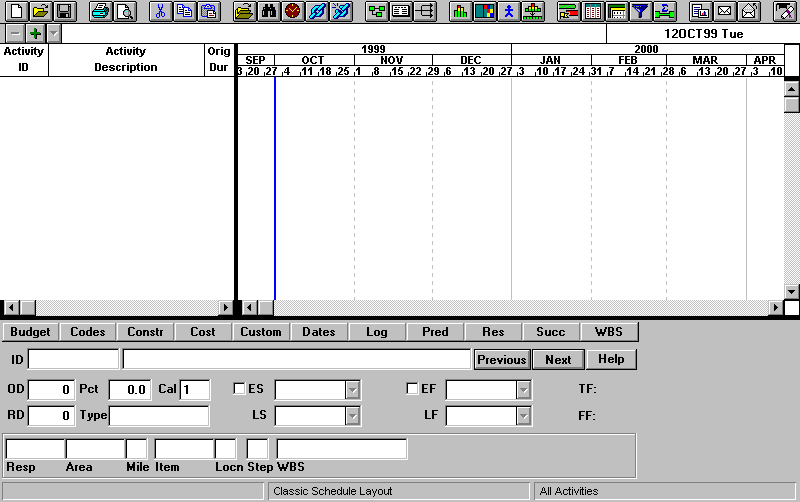 12OCT99 Tue
Activity ID
Activity Description
Orig Dur
1999 2000
SEP OCT NOV DEC JAN FEB MAR APR
3 20 27 4 11 18 25 1 8 15 22 29 6 13 20 27 3 10 17 24 31 7 14 21 28 6 13 20 27 3 10
Budget Codes Constr Cost Custom Dates Log Pred Res Succ WBS
ID Previous Next Help
OD 0 Pct 0.0 Cal 1 ES EF TF:
RD 0 Type LS LF FF:
Resp Area Mile Item Locn Step WBS
Classic Schedule Layout All Activities